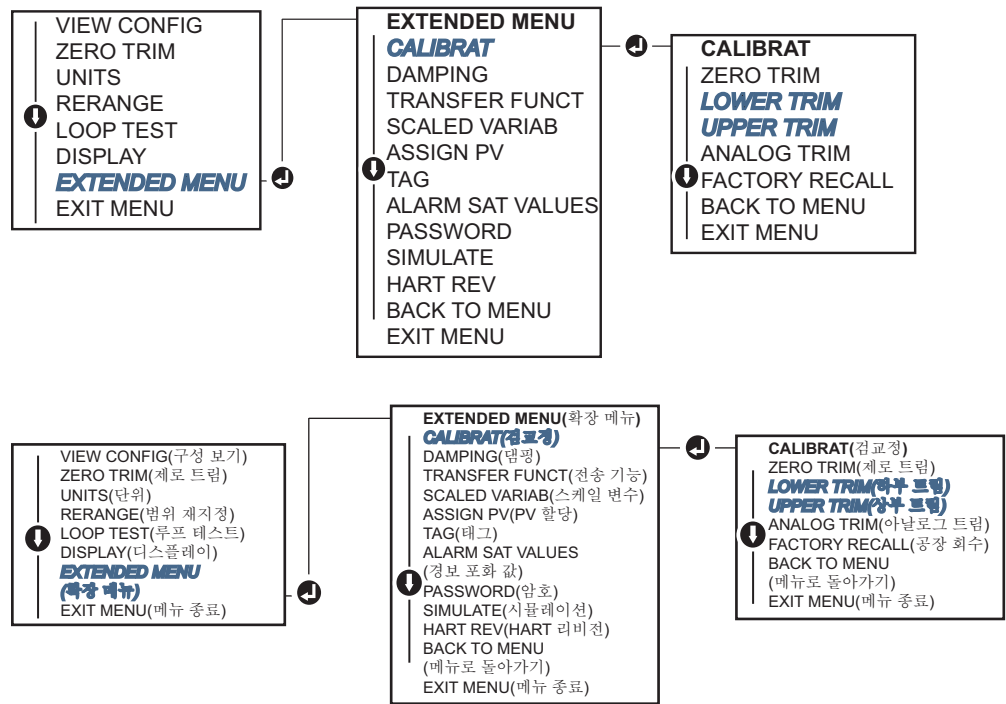 VIEW CONFIG
ZERO TRIM
UNITS
RERANGE
LOOP TEST
DISPLAY
EXTENDED MENU
EXIT MENU
EXTENDED MENU
CALIBRAT
DAMPING
TRANSFER FUNCT
SCALED VARIAB
ASSIGN PV
TAG
ALARM SAT VALUES
PASSWORD
SIMULATE
HART REV
BACK TO MENU
EXIT MENU
CALIBRAT
ZERO TRIM
LOWER TRIM
UPPER TRIM
ANALOG TRIM
FACTORY RECALL
BACK TO MENU
EXIT MENU
VIEW CONFIG(구성 보기)
ZERO TRIM(제로 트림)
UNITS(단위)
RERANGE(범위 재지정)
LOOP TEST(루프 테스트)
DISPLAY(디스플레이)
EXTENDED MENU
(확장 메뉴)
EXIT MENU(메뉴 종료)
EXTENDED MENU(확장 메뉴)
CALIBRAT(검교정)
DAMPING(댐핑)
TRANSFER FUNCT(전송 기능)
SCALED VARIAB(스케일 변수)
ASSIGN PV(PV 할당)
TAG(태그)
ALARM SAT VALUES
(경보 포화 값)
PASSWORD(암호)
SIMULATE(시뮬레이션)
HART REV(HART 리비전)
BACK TO MENU
(메뉴로 돌아가기)
EXIT MENU(메뉴 종료)
CALIBRAT(검교정)
ZERO TRIM(제로 트림)
LOWER TRIM(하부 트림)
UPPER TRIM(상부 트림)
ANALOG TRIM(아날로그 트림)
FACTORY RECALL(공장 회수)
BACK TO MENU
(메뉴로 돌아가기)
EXIT MENU(메뉴 종료)